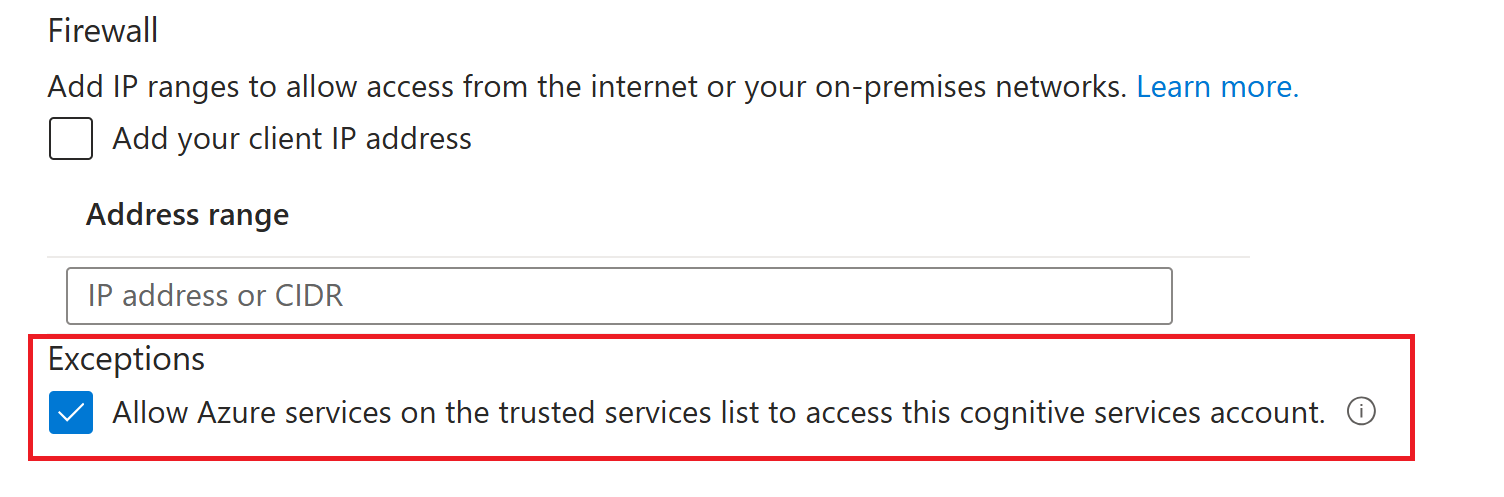 Firewall
Add IP ranges to allow access from the internet or your on-premises networks. Learn more.
Add your client IP address
Address range
IP address or CIDR
Exceptions
Allow Azure services on the trusted services list to access this cognitive services account.